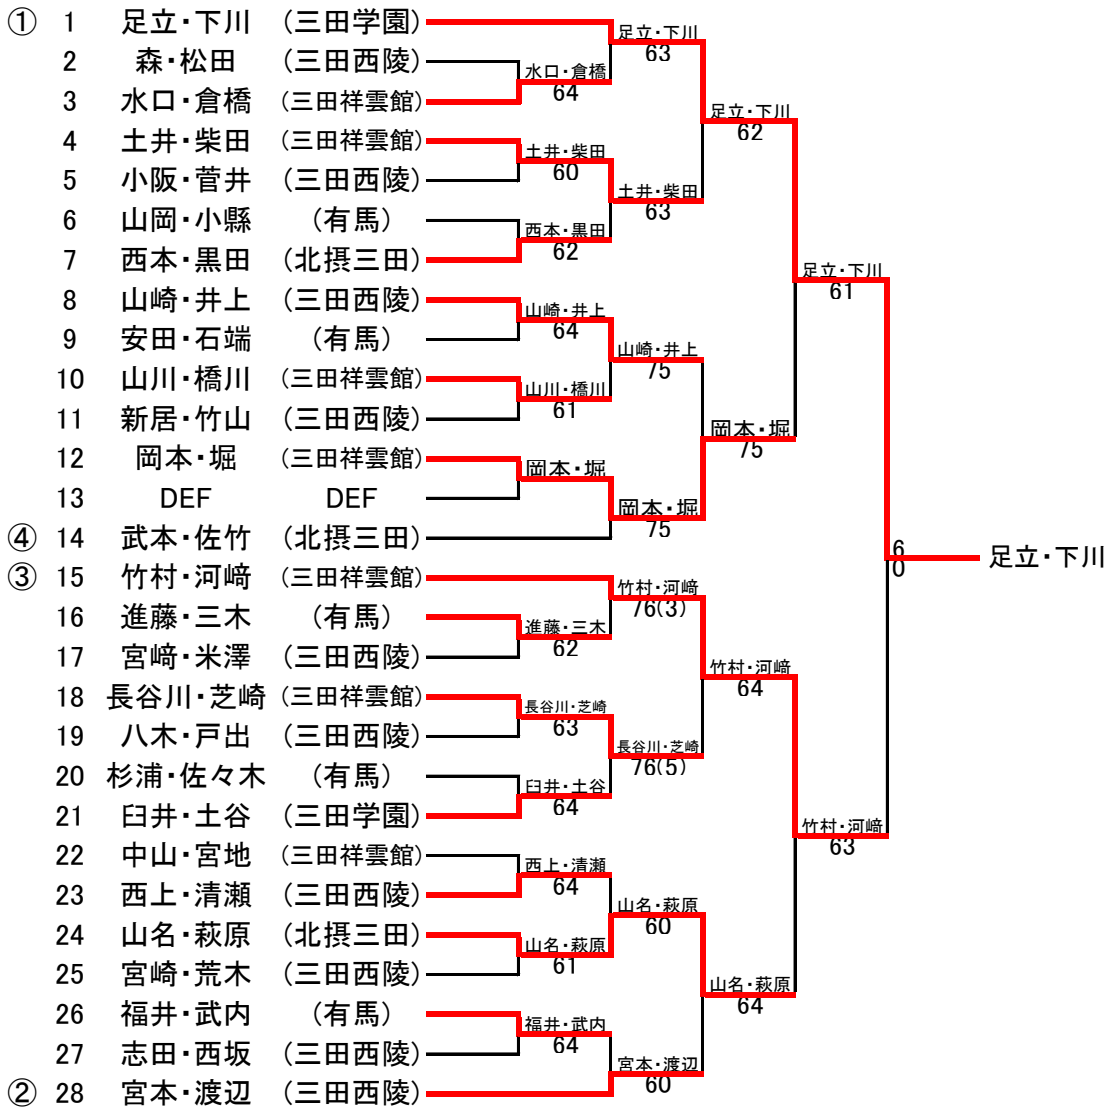 ① 1 足立・下川 (三田学園)
2 森・松田 (三田西陵)
3 水口・倉橋 (三田祥雲館)
4 土井・柴田 (三田祥雲館)
5 小阪・菅井 (三田西陵)
6 山岡・小縣 (有馬)
7 西本・黒田 (北摂三田)
8 山崎・井上 (三田西陵)
9 安田・石端 (有馬)
10 山川・橋川 (三田祥雲館)
11 新居・竹山 (三田西陵)
12 岡本・堀 (三田祥雲館)
13 DEF DEF
④ 14 武本・佐竹 (北摂三田)
③ 15 竹村・河﨑 (三田祥雲館)
16 進藤・三木 (有馬)
17 宮﨑・米澤 (三田西陵)
18 長谷川・芝崎 (三田祥雲館)
19 八木・戸出 (三田西陵)
20 杉浦・佐々木 (有馬)
21 臼井・土谷 (三田学園)
22 中山・宮地 (三田祥雲館)
23 西上・清瀬 (三田西陵)
24 山名・萩原 (北摂三田)
25 宮崎・荒木 (三田西陵)
26 福井・武内 (有馬)
27 志田・西坂 (三田西陵)
② 28 宮本・渡辺 (三田西陵)
水口・倉橋
64
土井・柴田
60
西本・黒田
62
山崎・井上
64
山川・橋川
61
岡本・堀
進藤・三木
62
長谷川・芝崎
63
臼井・土谷
64
西上・清瀬
64
山名・萩原
61
福井・武内
64
足立・下川
63
土井・柴田
63
山崎・井上
75
岡本・堀
75
竹村・河﨑
76(3)
長谷川・芝崎
76(5)
山名・萩原
60
宮本・渡辺
60
足立・下川
62
岡本・堀
75
竹村・河﨑
64
山名・萩原
64
足立・下川
61
竹村・河﨑
63
6
0
足立・下川